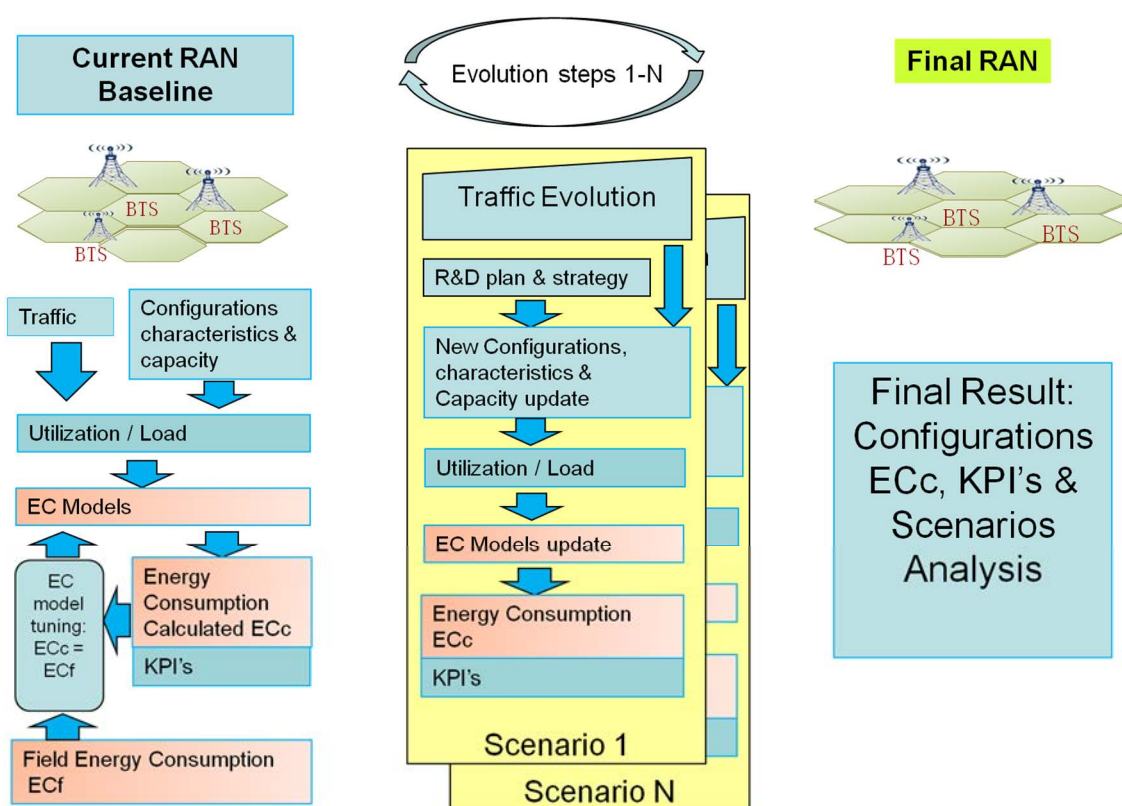 Current RAN
Baseline
BTS
BTS
BTS
Traffic
Configurations
characteristics &
capacity
Utilization / Load
EC Models
EC
model
tuning:
ECc =
ECf
Energy
Consumption
Calculated ECc
KPI's
Field Energy Consumption
ECf
Evolution steps 1-N
Traffic Evolution
R&D plan & strategy
New Configurations,
characteristics &
Capacity update
Utilization / Load
EC Models update
Energy Consumption
ECc
KPI's
Scenario 1
Scenario N
Final RAN
BTS
BTS
BTS
Final Result:
Configurations
ECc, KPI's &
Scenarios
Analysis